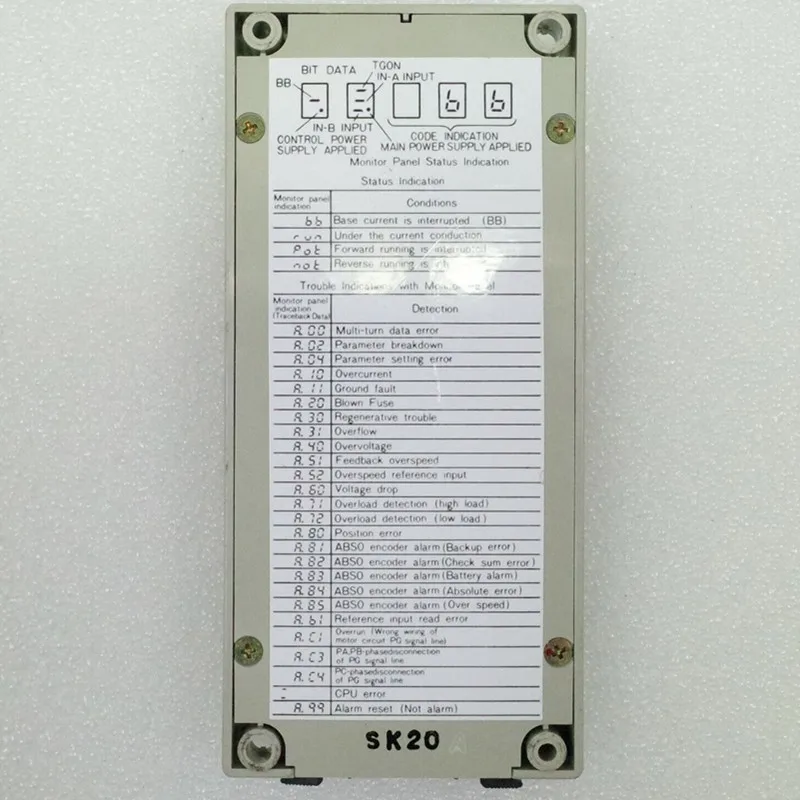 BIT DATA TGON
BB IN-A INPUT
-. bb
IN-B INPUT CODE INDICATION
CONTROL POWER MAIN POWER SUPPLY APPLIED
SUPPLY APPLIED
Monitor Panel Status Indication
Status Indication
Monitor panel indication Conditions
bb Base current is interrupted (BB)
run Under the current conduction
Pot Forward running is
not Reverse running is
Trouble Indications with
Monitor panel indication (Traceback Data) Detection
A.00 Multi-turn data error
A.02 Parameter breakdown
A.04 Parameter setting error
A.10 Overcurrent
A.11 Ground fault
A.20 Blown Fuse
A.30 Regenerative trouble
A.31 Overflow
A.40 Overvoltage
A.51 Feedback overspeed
A.52 Overspeed reference input
A.60 Voltage drop
A.71 Overload detection (high load)
A.72 Overload detection (low load)
A.80 Position error
A.81 ABSO encoder alarm (Backup error)
A.82 ABSO encoder alarm (Check sum error)
A.83 ABSO encoder alarm (Battery alarm)
A.84 ABSO encoder alarm (Absolute error)
A.85 ABSO encoder alarm (Over speed)
A.b1 Reference input read error
A.C1 Overrun (Wrong wiring of
motor circuit PG signal line)
A.C3 PA,PB-phasedisconnection
of PG signal line
A.C4 PC-phasedisconnection
of PG signal line
CPU error
A.99 Alarm reset (Not alarm)
SK20 A